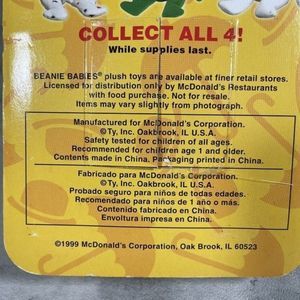 COLLECT ALL 4!
While supplies last.
BEANIE BABIES® plush toys are available at finer retail stores.
Licensed for distribution only by McDonald's Restaurants
with food purchase. Not for resale.
Items may vary slightly from photograph.
Manufactured for McDonald's Corporation.
©Ty, Inc. Oakbrook, IL U.S.A.
Safety tested for children of all ages.
Recommended for children age 1 and older.
Contents made in China. Packaging printed in China.
Fabricado para McDonald's Corporation.
©Ty, Inc. Oakbrook, IL U.S.A.
Probado seguro para niños de todas edades.
Recomendado para niños de 1 año o más.
Contenido fabricado en China.
Envoltura impresa en China.
©1999 McDonald's Corporation, Oak Brook, IL 60523